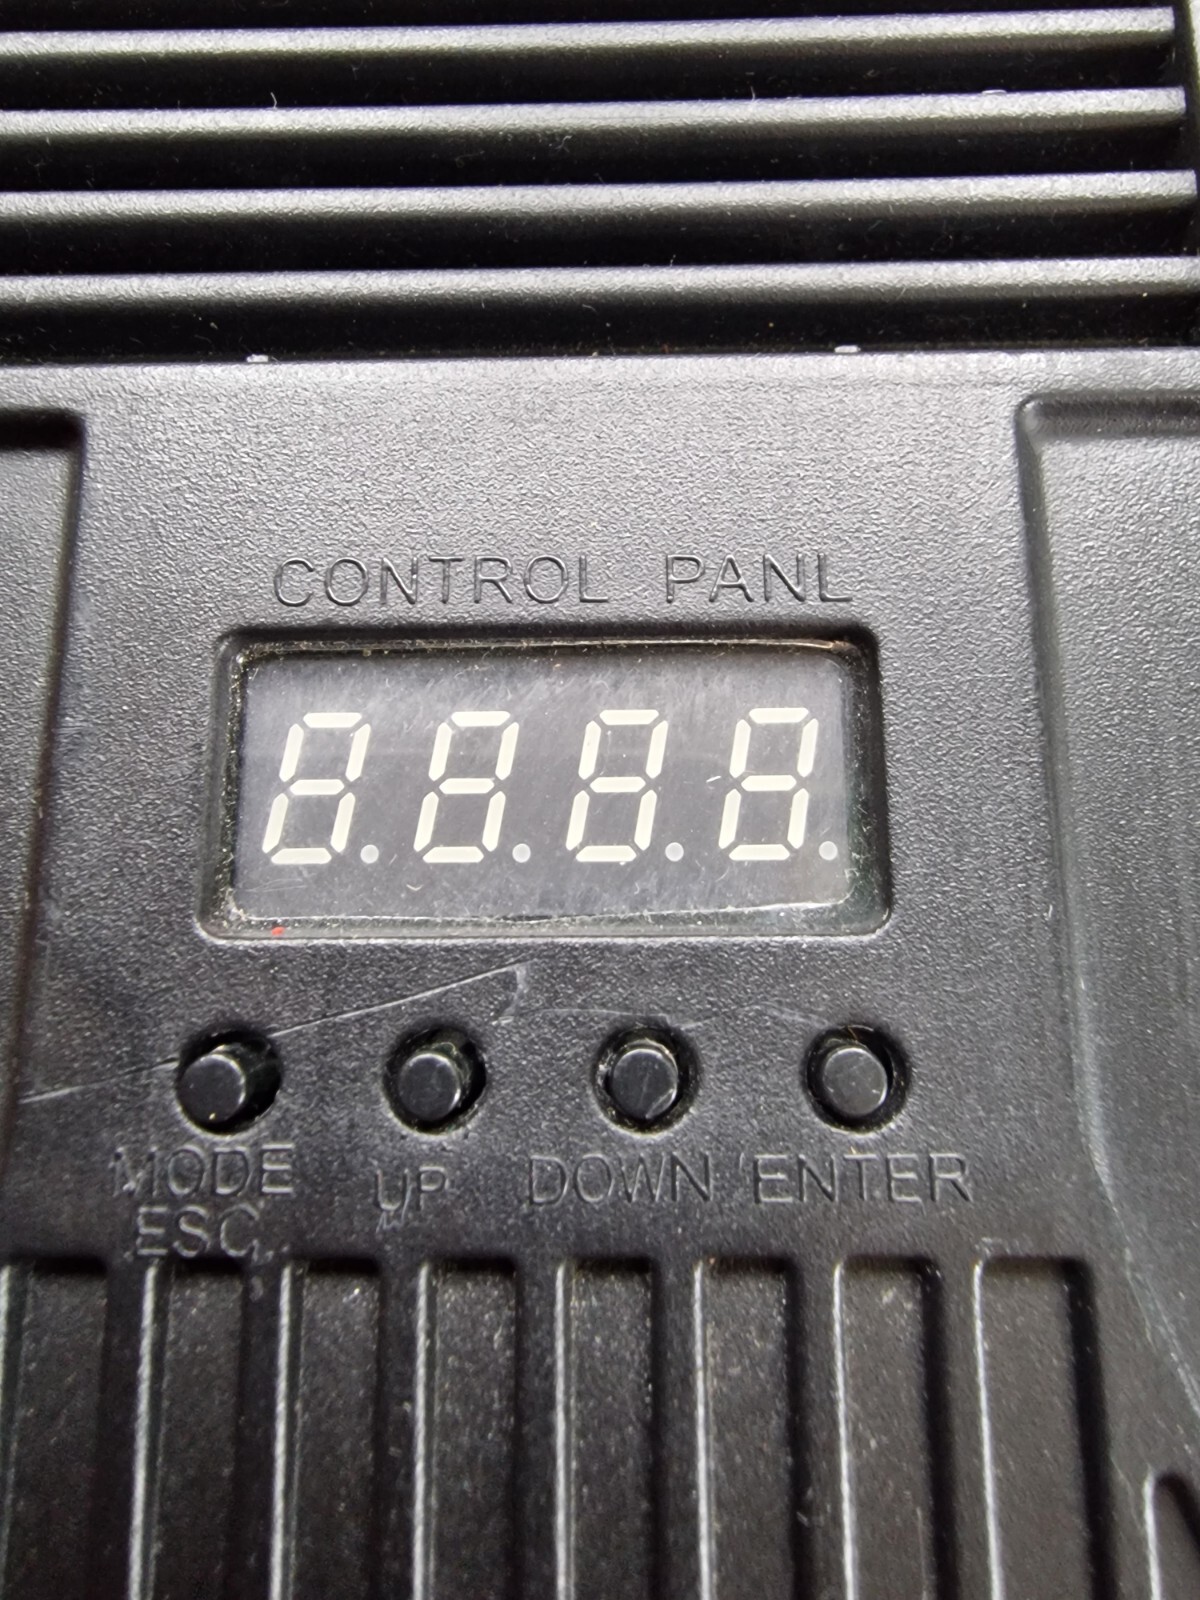 CONTROL PANL
8.8.8.8.
MODE UP DOWN ENTER
ESC